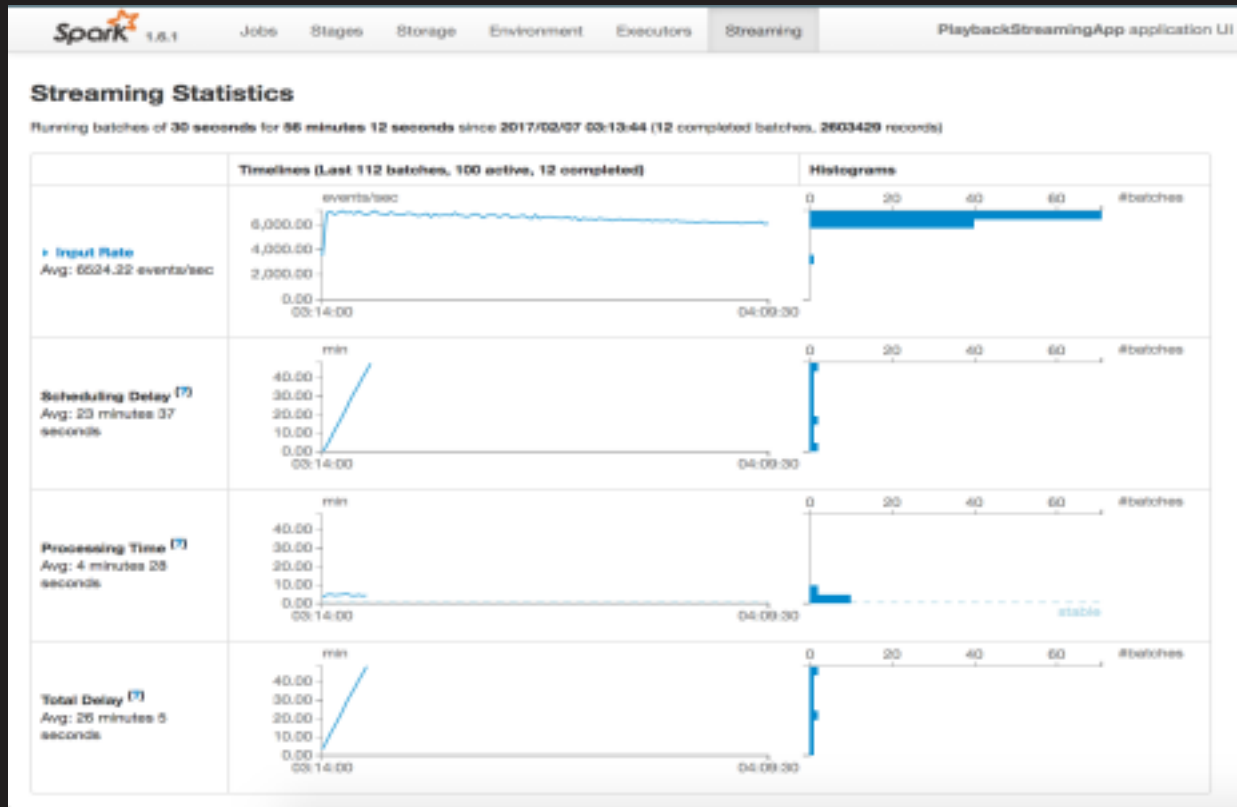 Spark 1.6.1 Jobs Stages Storage Environment Executors Streaming PlaybackStreamingApp application UI
Streaming Statistics
Running batches of 30 seconds for 56 minutes 12 seconds since 2017/02/07 03:13:44 (12 completed batches, 2603429 records)
Timelines (Last 112 batches, 100 active, 12 completed) Histograms
events/sec 0 20 40 60 #batches
6,000.00
4,000.00
2,000.00
0.00
03:14:00 04:09:30
Input Rate
Avg: 6524.22 events/sec
min 0 20 40 60 #batches
40.00
30.00
20.00
10.00
0.00
03:14:00 04:09:30
Scheduling Delay [?]
Avg: 23 minutes 37
seconds
min 0 20 40 60 #batches
40.00
30.00
20.00
10.00
0.00
03:14:00 04:09:30
stable
Processing Time [?]
Avg: 4 minutes 28
seconds
min 0 20 40 60 #batches
40.00
30.00
20.00
10.00
0.00
03:14:00 04:09:30
Total Delay [?]
Avg: 26 minutes 5
seconds